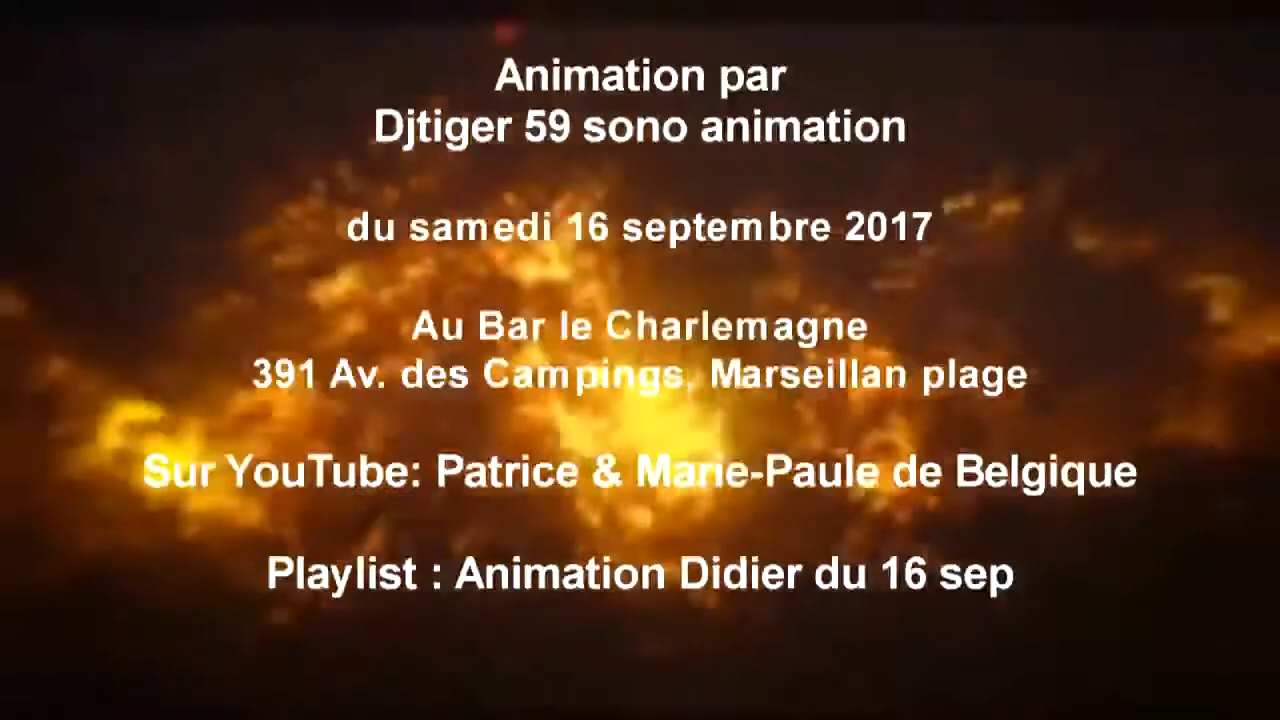 Animation par
Djtiger 59 sono animation
du samedi 16 septembre 2017
Au Bar le Charlemagne
391 Av. des Campings, Marseillan plage
Sur YouTube: Patrice & Marie-Paule de Belgique
Playlist : Animation Didier du 16 sep